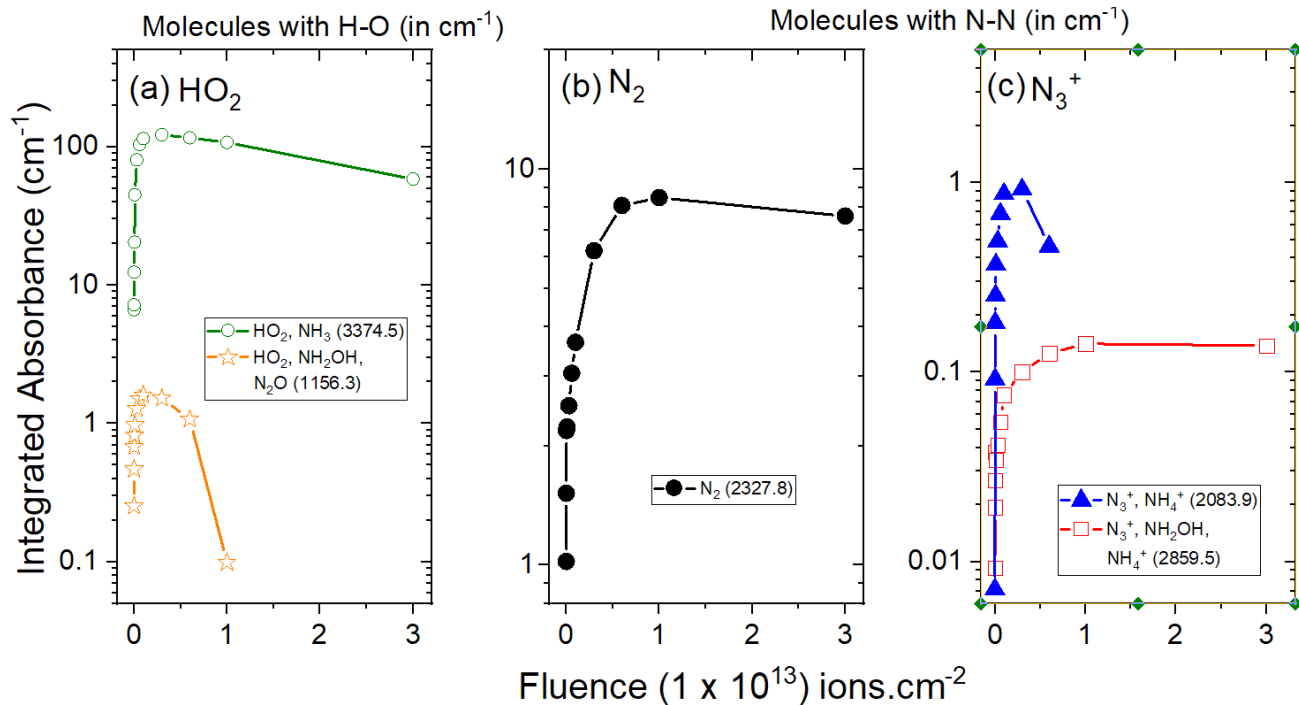 Molecules with H-O (in cm⁻¹)
Molecules with N-N (in cm⁻¹)
Integrated Absorbance (cm⁻¹)
(a) HO₂
100
10
1
0.1
HO₂, NH₃ (3374.5)
HO₂, NH₂OH,
N₂O (1156.3)
0 1 2 3
(b) N₂
10
1
N₂ (2327.8)
0 1 2 3
(c) N₃⁺
1
0.1
0.01
N₃⁺, NH₄⁺ (2083.9)
N₃⁺, NH₂OH,
NH₄⁺ (2859.5)
0 1 2 3
Fluence (1 x 10¹³) ions.cm⁻²